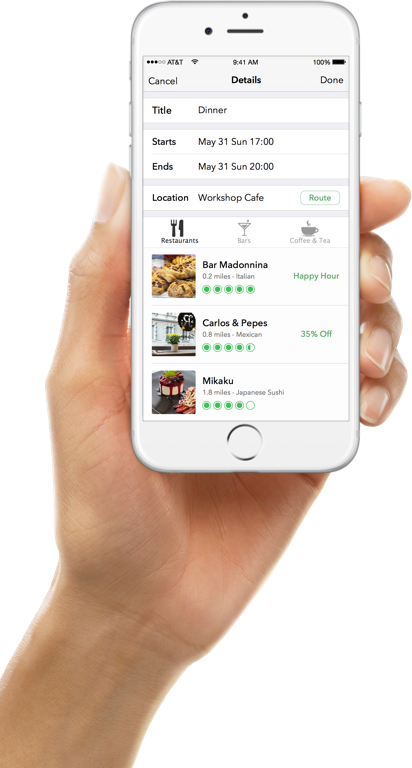 AT&T 9:41 AM 100%
Cancel Details Done
Title Dinner
Starts May 31 Sun 17:00
Ends May 31 Sun 20:00
Location Workshop Cafe Route
Restaurants Bars Coffee & Tea
Bar Madonnina
0.2 miles - Italian
Happy Hour
Carlos & Pepes
0.8 miles - Mexican
35% Off
Mikaku
1.8 miles - Japanese Sushi